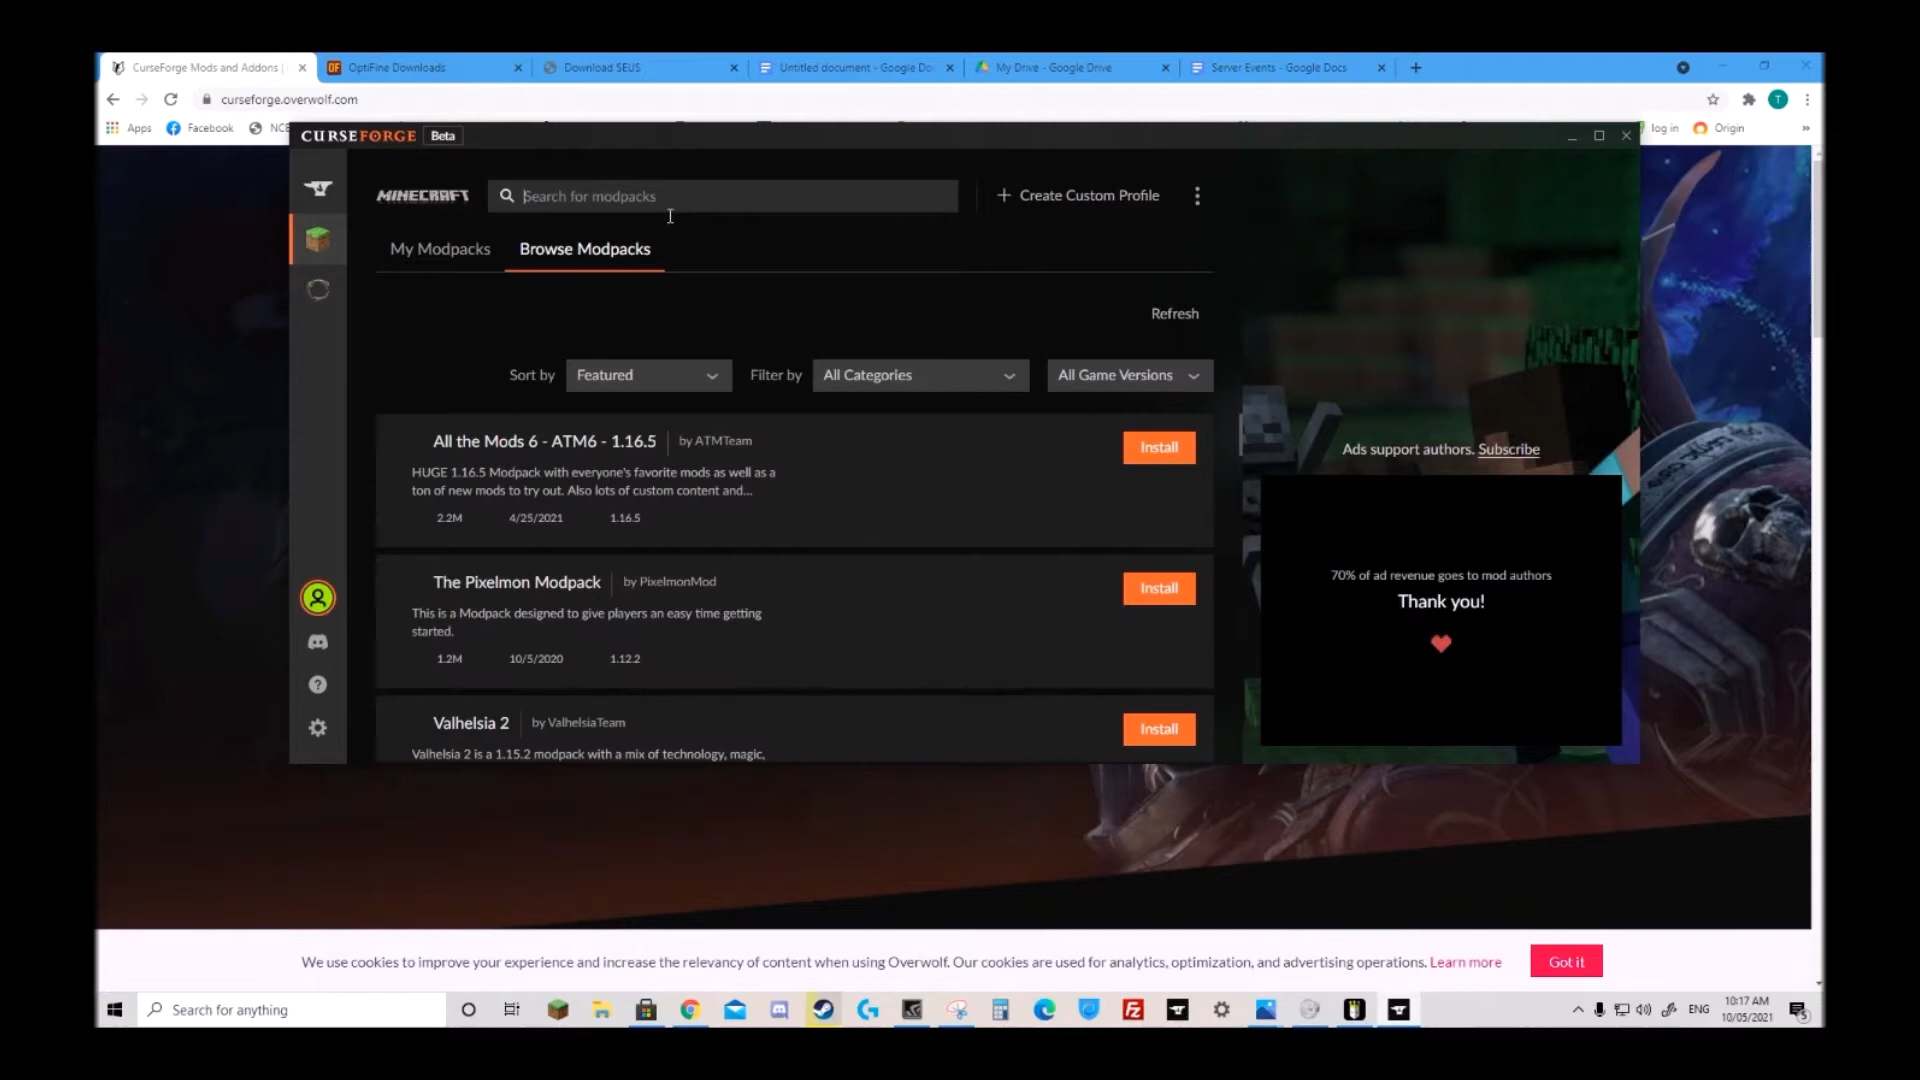 CurseForge Mods and Addons |
OptiFine Downloads
Download SEUS
Untitled document - Google Do
My Drive - Google Drive
Server Events - Google Docs
curseforge.overwolf.com
T
Apps
Facebook
NCE
log in
Origin
CURSEFORGE
Beta
MINECRAFT
Search for modpacks
Create Custom Profile
My Modpacks
Browse Modpacks
Refresh
Sort by
Featured
Filter by
All Categories
All Game Versions
All the Mods 6 - ATM6 - 1.16.5
by ATMTeam
Install
HUGE 1.16.5 Modpack with everyone's favorite mods as well as a
ton of new mods to try out. Also lots of custom content and...
2.2M
4/25/2021
1.16.5
The Pixelmon Modpack
by PixelmonMod
Install
This is a Modpack designed to give players an easy time getting
started.
1.2M
10/5/2020
1.12.2
Valhelsia 2
by ValhelsiaTeam
Install
Valhelsia 2 is a 1.15.2 modpack with a mix of technology, magic,
Ads support authors. Subscribe
70% of ad revenue goes to mod authors
Thank you!
We use cookies to improve your experience and increase the relevancy of content when using Overwolf. Our cookies are used for analytics, optimization, and advertising operations. Learn more
Got it
Search for anything
ENG
10:17 AM
10/05/2021
5